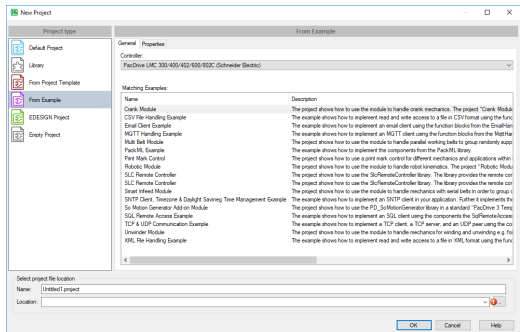 New Project
Project type
From Example
Default Project
Library
From Project Template
From Example
EDESIGN Project
Empty Project
General Properties
Controller:
PacDrive LMC 300/400/402/600/802C (Schneider Electric)
Matching Examples:
Name Description
Crank Module The project shows how to use the module to handle crank mechanics. The project "Crank Modul
CSV File Handling Example The example shows how to implement read and write access to a file in CSV format using the func
Email Client Example The example shows how to implement an email client using the function blocks from the EmailHan
MQTT Handling Example The example shows how to implement an MQTT client using the function blocks from the MqttHar
Multi Belt Module The project shows how to use the module to handle parallel working belts to group randomly supp
PackML Example The example shows how to implement the components from the PackML library.
Print Mark Control The project shows how to use a print mark control for different mechanics and applications within
Robotic Module The project shows how to use the module to handle robot kinematics. The project "Robotic Modu
SLC Remote Controller The project shows how to use the SlcRemoteController library. The library provides the remote cor
SLC Remote Controller The project shows how to use the SlcRemoteController library. The library provides the remote cor
Smart Infeed Module The project shows how to use the module to handle mechanics with serial belts in order to group c
SNTP Client, Timezone & Daylight Savineg Time Management Example The example shows how to implement an SNTP client in your application. Further it implements the
So Motion Generator Add-on Module The project shows how to use the PD_SoMotionGenerator library in a standard "PacDrive 3 Temp
SQL Remote Access Example The example shows how to implement an SQL client using the components the SqlRemoteAccess
TCP & UDP Communication Example The example shows how to implement a TCP client, a TCP server, and an UDP peer using the co
Unwinder Module The project shows how to use the module to handle mechanics for winding and unwinding e.g. fo
XML File Handling Example The example shows how to implement read and write access to a file in XML format using the func
Select project file location
Name: Untitled1.project
Location:
OK Cancel Help